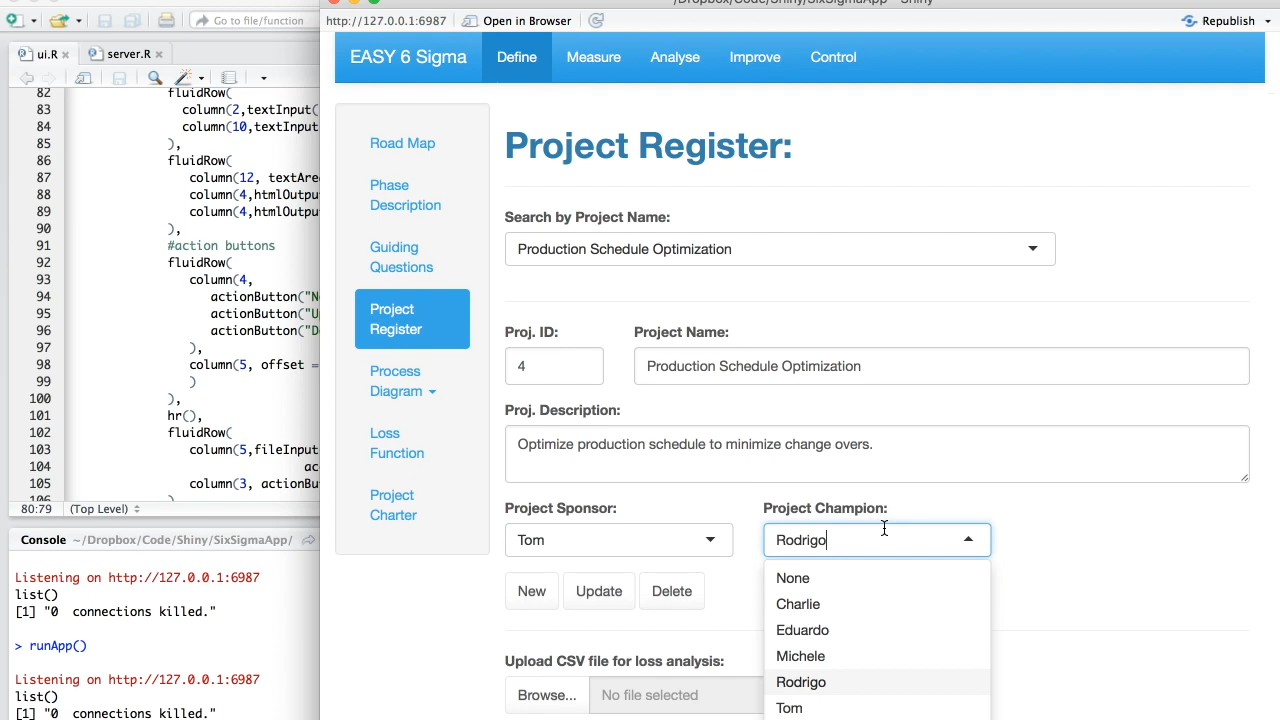 /Dropbox/Code/Shiny/SixSigmaApp - Shiny
Go to file/function
http://127.0.0.1:6987
Open in Browser
Republish
ui.R
server.R
82 fluidRow(
83 column(2,textInput(
84 column(10,textInput
85 ),
86 fluidRow(
87 column(12, textAre
88 column(4,htmlOutpu
89 column(4,htmlOutpu
90 ),
91 #action buttons
92 fluidRow(
93 column(4,
94 actionButton("N
95 actionButton("U
96 actionButton("D
97 ),
98 column(5, offset =
99 )
100 ),
101 hr(),
102 fluidRow(
103 column(5,fileInput
104 ac
105 column(3, actionBu
106 )
80:79 (Top Level)
Console ~/Dropbox/Code/Shiny/SixSigmaApp/
Listening on http://127.0.0.1:6987
list()
[1] "0 connections killed."
> runApp()
Listening on http://127.0.0.1:6987
list()
[1] "0 connections killed."
EASY 6 Sigma
Define
Measure
Analyse
Improve
Control
Road Map
Phase
Description
Guiding
Questions
Project
Register
Process
Diagram
Loss
Function
Project
Charter
Project Register:
Search by Project Name:
Production Schedule Optimization
Proj. ID:
Project Name:
4
Production Schedule Optimization
Proj. Description:
Optimize production schedule to minimize change overs.
Project Sponsor:
Project Champion:
Tom
Rodrigo
None
Charlie
Eduardo
Michele
Rodrigo
Tom
New
Update
Delete
Upload CSV file for loss analysis:
Browse...
No file selected